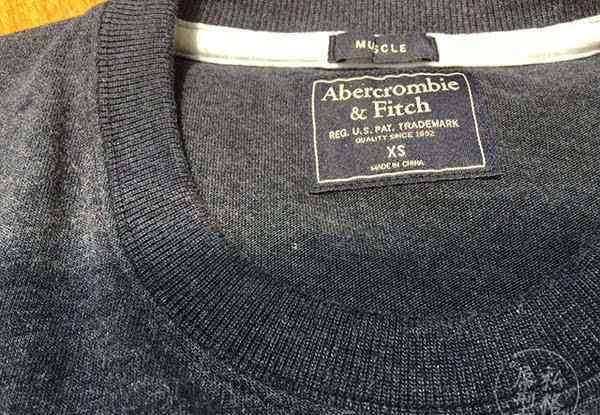 MUSCLE
Abercrombie
& Fitch
REG. U.S. PAT. TRADEMARK
QUALITY SINCE 1892
XS
MADE IN CHINA